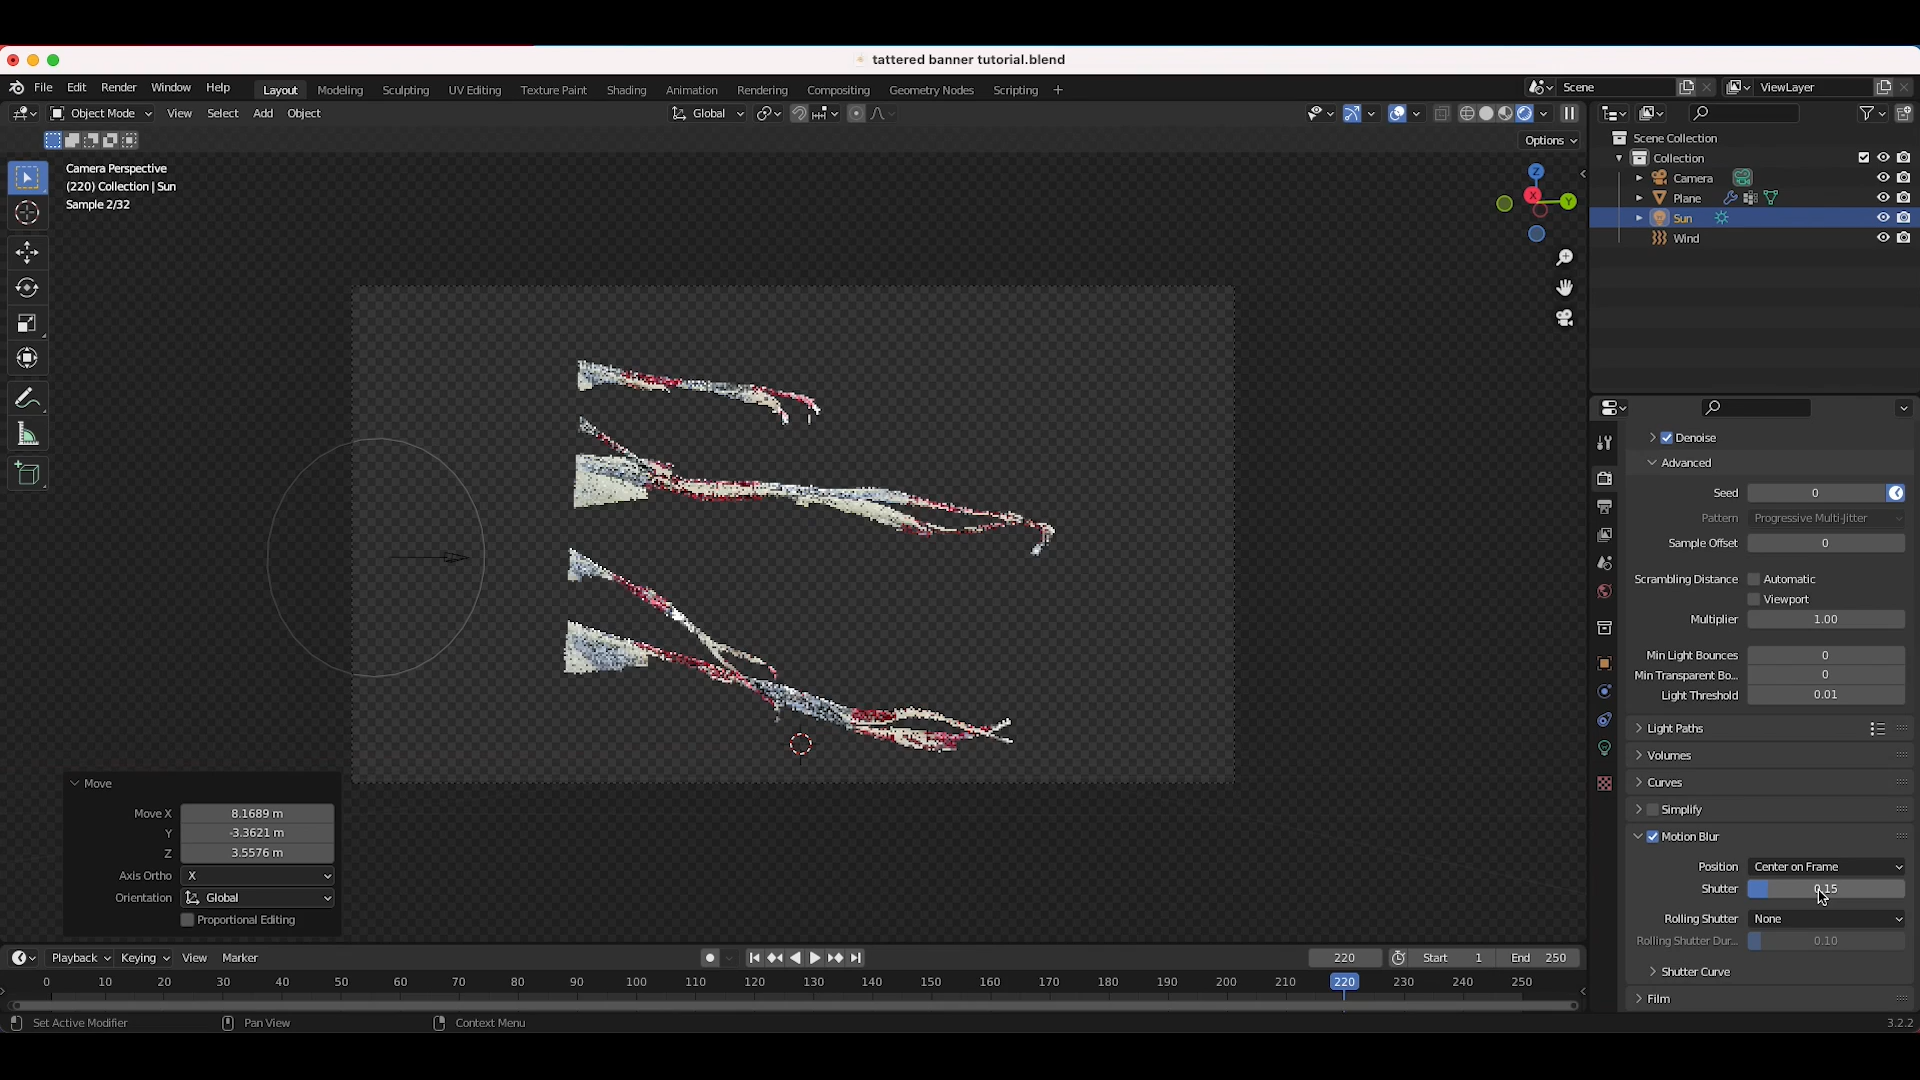 tattered banner tutorial.blend
File Edit Render Window Help Layout Modeling Sculpting UV Editing Texture Paint Shading Animation Rendering Compositing Geometry Nodes Scripting + Scene ViewLayer
Object Mode View Select Add Object Global
Options
Camera Perspective
(220) Collection | Sun
Sample 2/32
Z
X
Y
Scene Collection
Collection
Camera
Plane
Sun
Wind
Denoise
Advanced
Seed 0
Pattern Progressive Multi-Jitter
Sample Offset 0
Scrambling Distance Automatic
Viewport
Multiplier 1.00
Min Light Bounces 0
Min Transparent Bo... 0
Light Threshold 0.01
Light Paths
Volumes
Curves
Simplify
Motion Blur
Position Center on Frame
Shutter 0.15
Rolling Shutter None
Rolling Shutter Dur... 0.10
Shutter Curve
Film
Move
Move X 8.1689 m
Y -3.3621 m
Z 3.5576 m
Axis Ortho X
Orientation Global
Proportional Editing
Playback Keying View Marker 220 Start 1 End 250
0 10 20 30 40 50 60 70 80 90 100 110 120 130 140 150 160 170 180 190 200 210 220 230 240 250
Set Active Modifier Pan View Context Menu 3.2.2